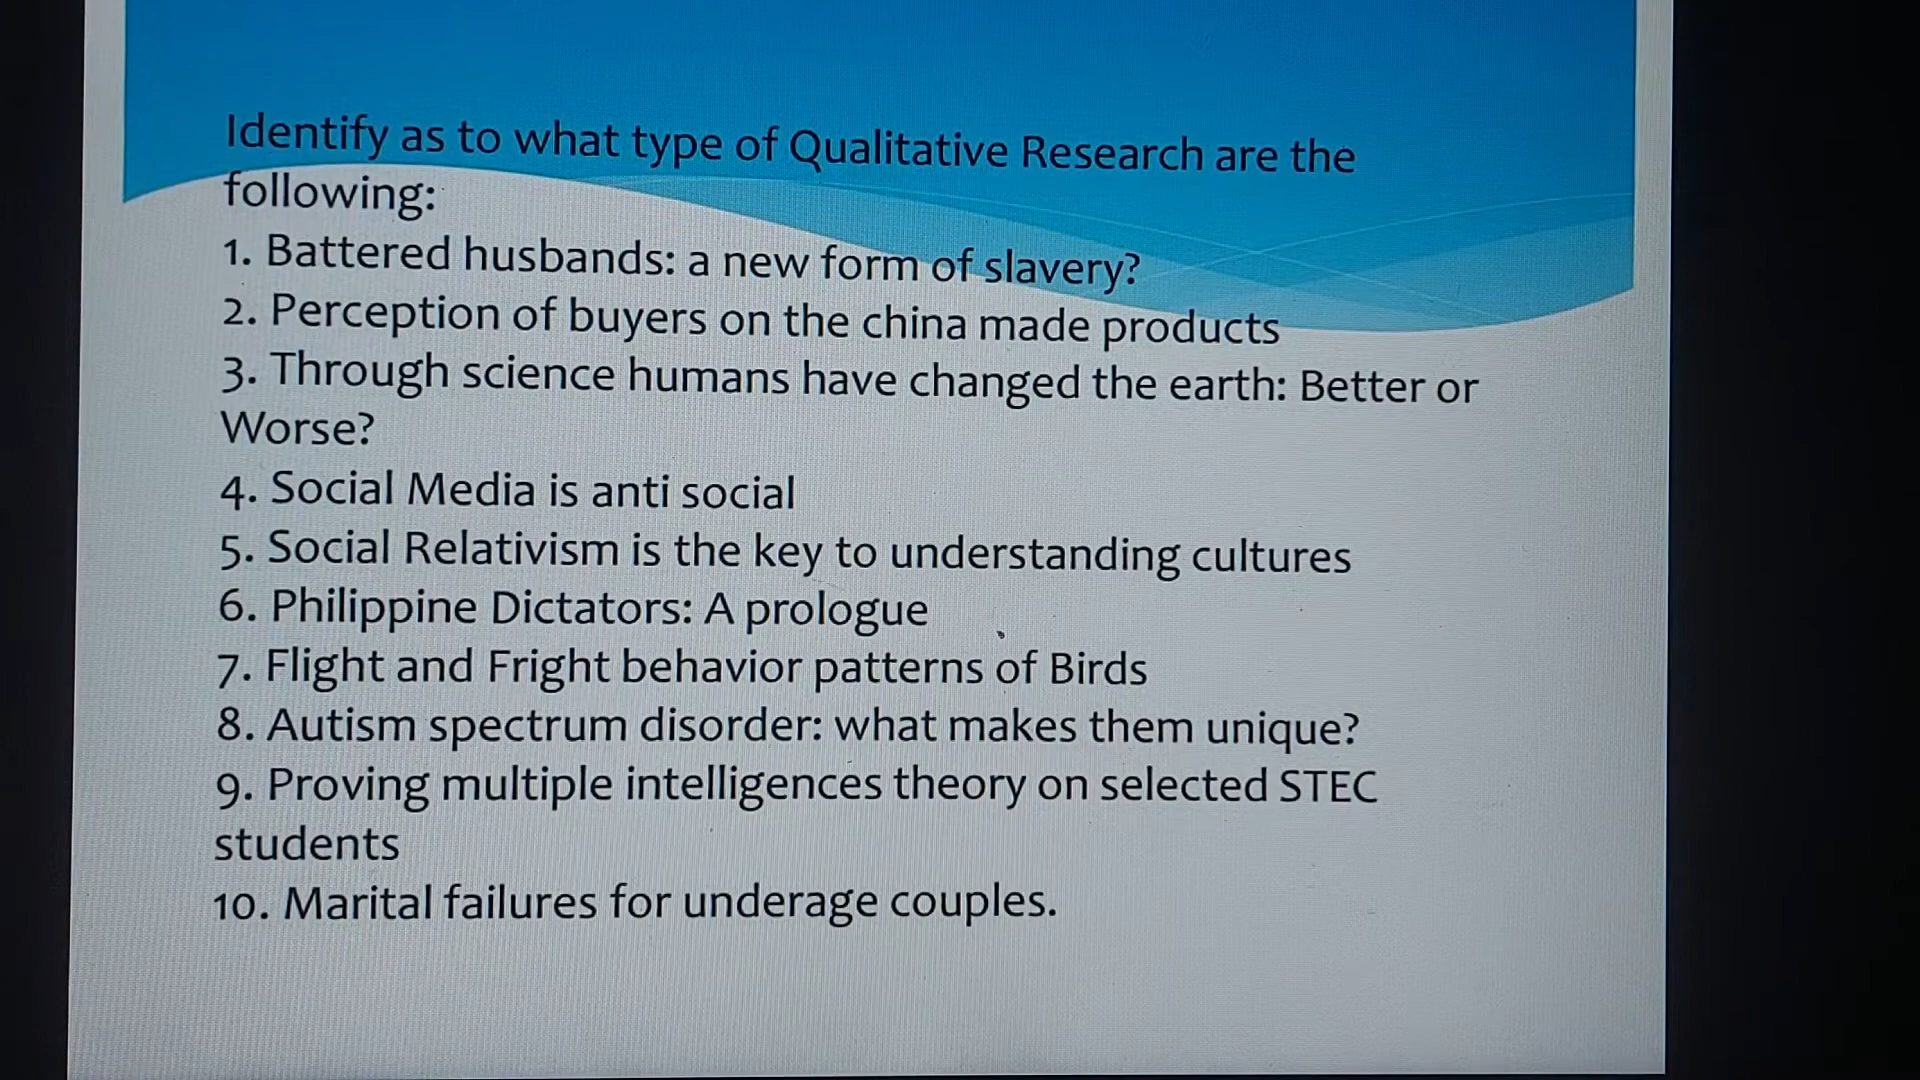 Identify as to what type of Qualitative Research are the
following:
1. Battered husbands: a new form of slavery?
2. Perception of buyers on the china made products
3. Through science humans have changed the earth: Better or
Worse?
4. Social Media is anti social
5. Social Relativism is the key to understanding cultures
6. Philippine Dictators: A prologue
7. Flight and Fright behavior patterns of Birds
8. Autism spectrum disorder: what makes them unique?
9. Proving multiple intelligences theory on selected STEC
students
10. Marital failures for underage couples.